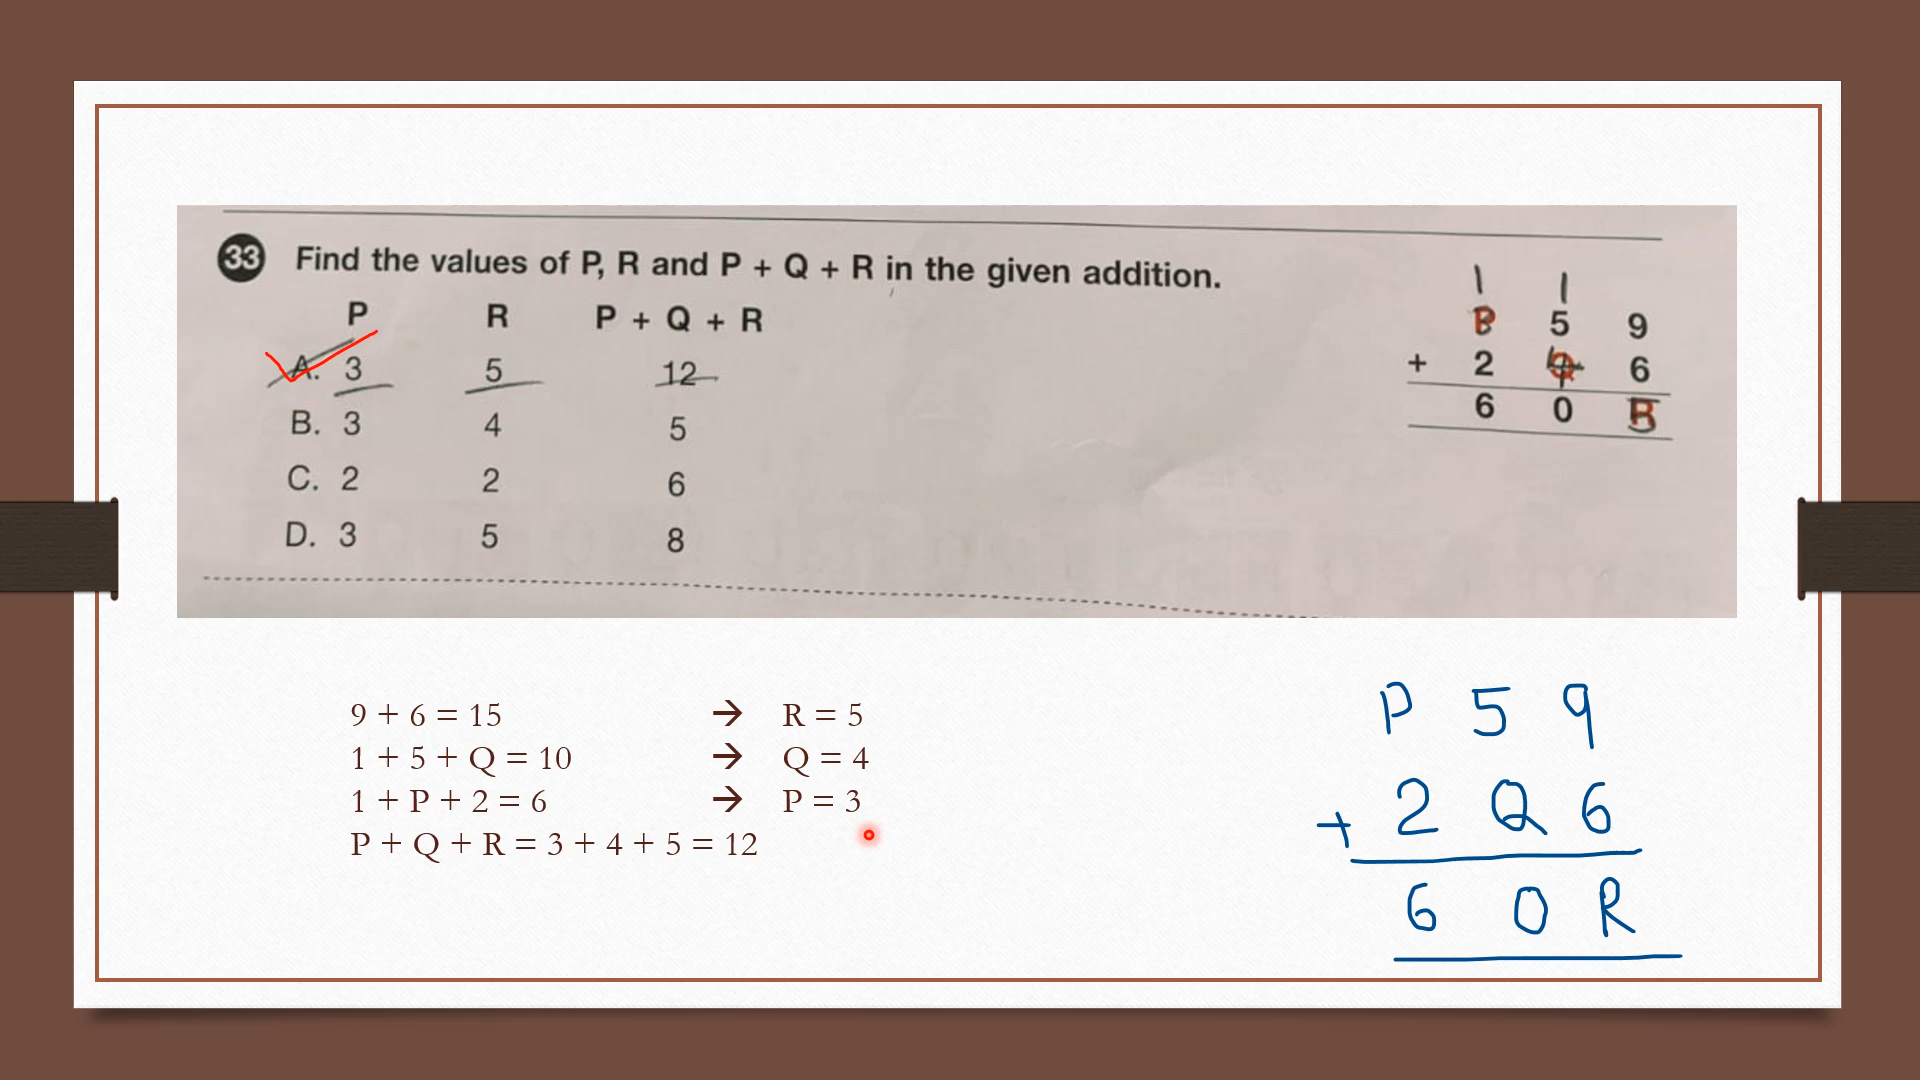 33 Find the values of P, R and P + Q + R in the given addition.
P R P + Q + R
A. 3 5 12
B. 3 4 5
C. 2 2 6
D. 3 5 8
1 1
P 5 9
+ 2 Q 6
6 0 R
9 + 6 = 15 → R = 5
1 + 5 + Q = 10 → Q = 4
1 + P + 2 = 6 → P = 3
P + Q + R = 3 + 4 + 5 = 12
P 5 9
+ 2 Q 6
6 0 R